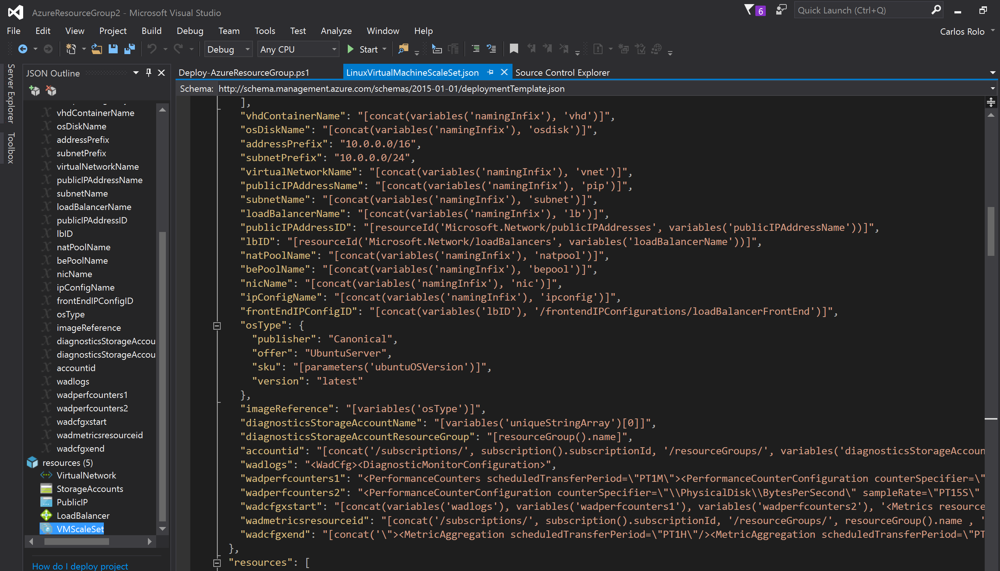 AzureResourceGroup2 - Microsoft Visual Studio
6
Quick Launch (Ctrl+Q)
File Edit View Project Build Debug Team Tools Test Analyze Window Help
Carlos Rolo
Debug
Any CPU
Start
Server Explorer
Toolbox
JSON Outline
vhdContainerName
osDiskName
addressPrefix
subnetPrefix
virtualNetworkName
publicIPAddressName
subnetName
loadBalancerName
publicIPAddressID
lbID
natPoolName
bePoolName
nicName
ipConfigName
frontEndIPConfigID
osType
imageReference
diagnosticsStorageAccou
diagnosticsStorageAccou
accountid
wadlogs
wadperfcounters1
wadperfcounters2
wadcfgxstart
wadmetricsresourceid
wadcfgxend
resources (5)
VirtualNetwork
StorageAccounts
PublicIP
LoadBalancer
VMScaleSet
How do I deploy project
Deploy-AzureResourceGroup.ps1
LinuxVirtualMachineScaleSet.json
Source Control Explorer
Schema: http://schema.management.azure.com/schemas/2015-01-01/deploymentTemplate.json
],
"vhdContainerName": "[concat(variables('namingInfix'), 'vhd')]",
"osDiskName": "[concat(variables('namingInfix'), 'osdisk')]",
"addressPrefix": "10.0.0.0/16",
"subnetPrefix": "10.0.0.0/24",
"virtualNetworkName": "[concat(variables('namingInfix'), 'vnet')]",
"publicIPAddressName": "[concat(variables('namingInfix'), 'pip')]",
"subnetName": "[concat(variables('namingInfix'), 'subnet')]",
"loadBalancerName": "[concat(variables('namingInfix'), 'lb')]",
"publicIPAddressID": "[resourceId('Microsoft.Network/publicIPAddresses', variables('publicIPAddressName'))]",
"lbID": "[resourceId('Microsoft.Network/loadBalancers', variables('loadBalancerName'))]",
"natPoolName": "[concat(variables('namingInfix'), 'natpool')]",
"bePoolName": "[concat(variables('namingInfix'), 'bepool')]",
"nicName": "[concat(variables('namingInfix'), 'nic')]",
"ipConfigName": "[concat(variables('namingInfix'), 'ipconfig')]",
"frontEndIPConfigID": "[concat(variables('lbID'), '/frontendIPConfigurations/loadBalancerFrontEnd')]",
"osType": {
"publisher": "Canonical",
"offer": "UbuntuServer",
"sku": "[parameters('ubuntuOSVersion')]",
"version": "latest"
},
"imageReference": "[variables('osType')]",
"diagnosticsStorageAccountName": "[variables('uniqueStringArray')[0]]",
"diagnosticsStorageAccountResourceGroup": "[resourceGroup().name]",
"accountid": "[concat('/subscriptions/', subscription().subscriptionId, '/resourceGroups/', variables('diagnosticsStorageAccoun
"wadlogs": "<WadCfg><DiagnosticMonitorConfiguration>",
"wadperfcounters1": "<PerformanceCounters scheduledTransferPeriod=\"PT1M\"><PerformanceCounterConfiguration counterSpecifier=\"
"wadperfcounters2": "<PerformanceCounterConfiguration counterSpecifier=\"\\PhysicalDisk\\BytesPerSecond\" sampleRate=\"PT15S\"
"wadcfgxstart": "[concat(variables('wadlogs'), variables('wadperfcounters1'), variables('wadperfcounters2'), '<Metrics resource
"wadmetricsresourceid": "[concat('/subscriptions/', subscription().subscriptionId, '/resourceGroups/', resourceGroup().name , '
"wadcfgxend": "[concat('\"><MetricAggregation scheduledTransferPeriod=\"PT1H\"/><MetricAggregation scheduledTransferPeriod=\"PT
},
"resources": [